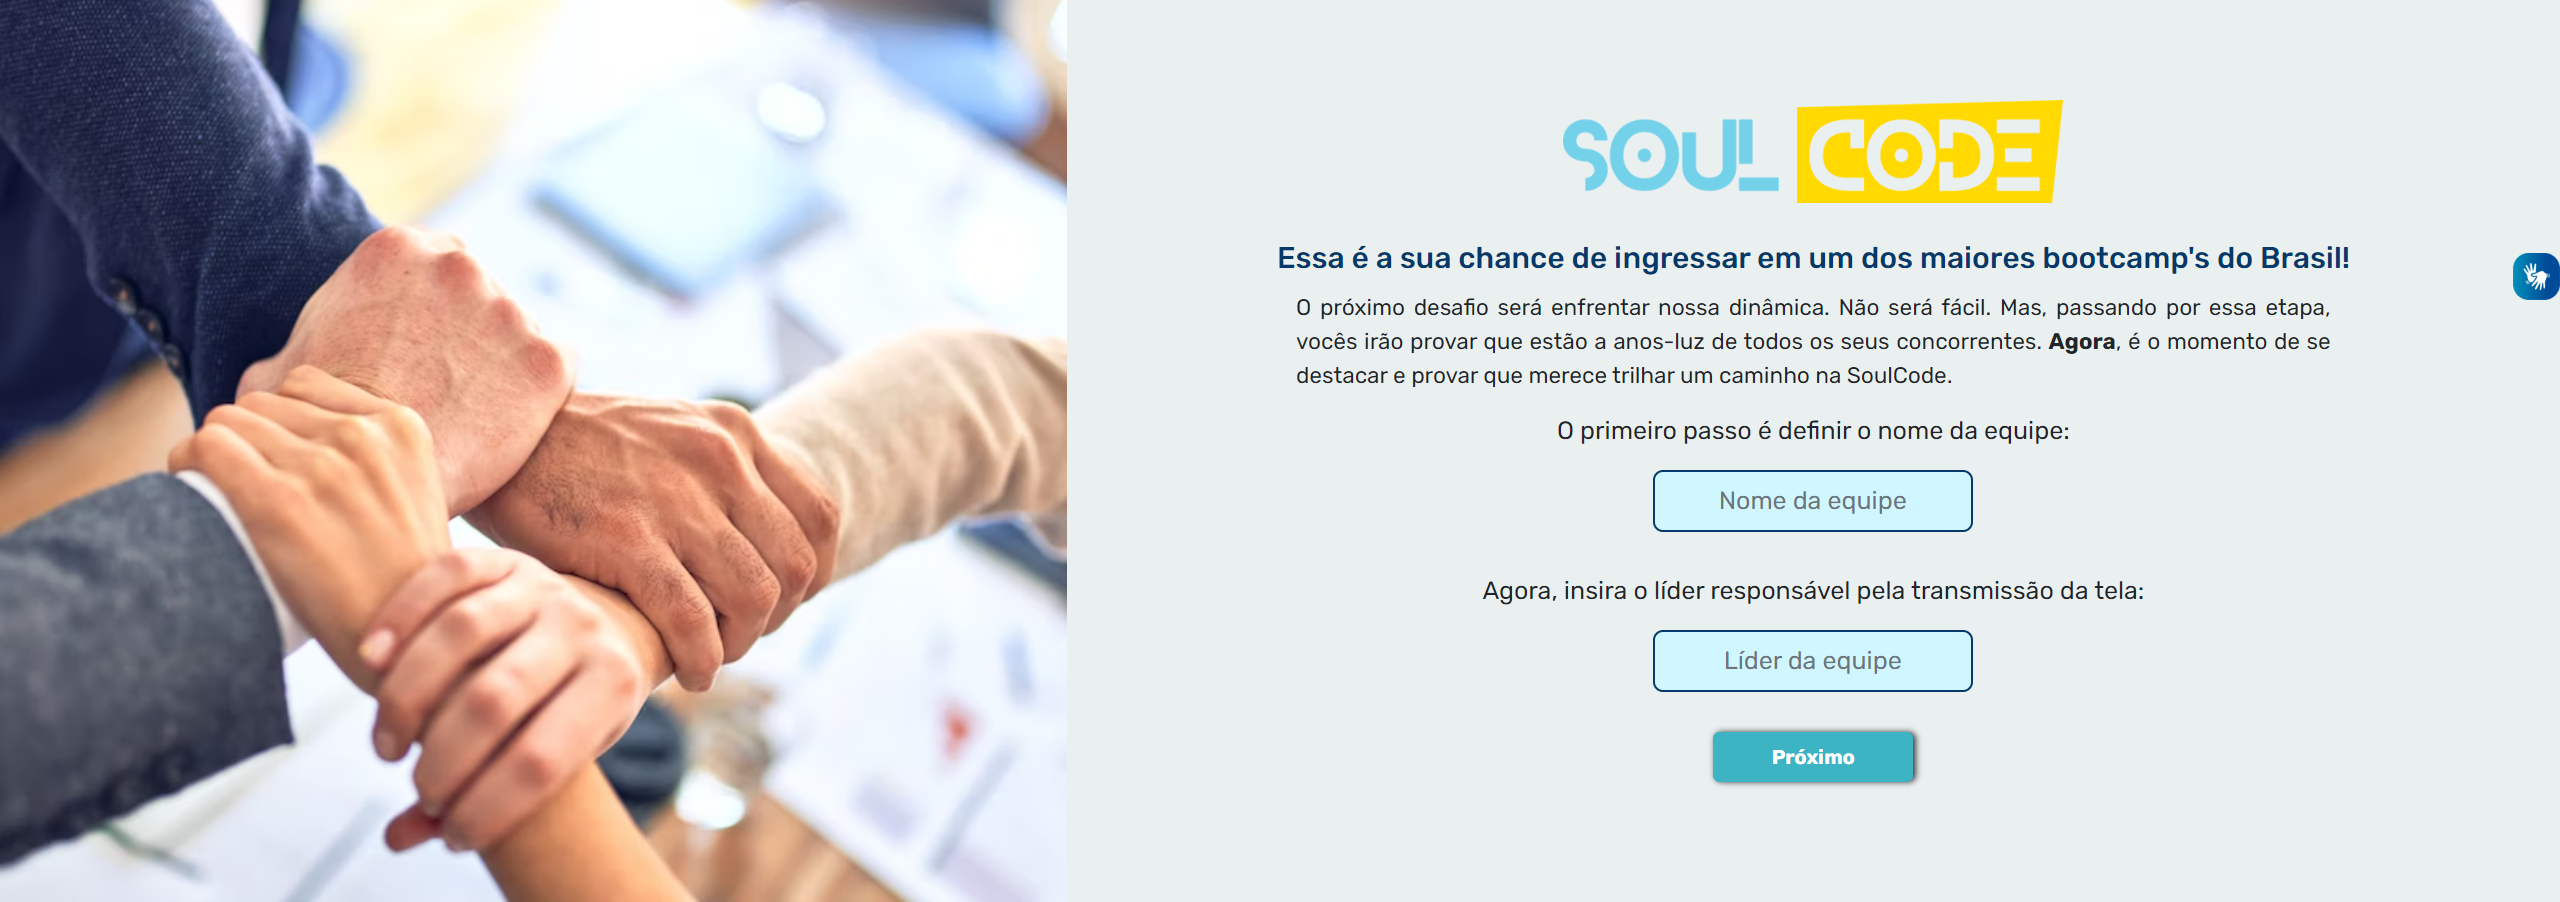 SOUL CODE
Essa é a sua chance de ingressar em um dos maiores bootcamp's do Brasil!
O próximo desafio será enfrentar nossa dinâmica. Não será fácil. Mas, passando por essa etapa,
vocês irão provar que estão a anos-luz de todos os seus concorrentes. Agora, é o momento de se
destacar e provar que merece trilhar um caminho na SoulCode.
O primeiro passo é definir o nome da equipe:
Nome da equipe
Agora, insira o líder responsável pela transmissão da tela:
Líder da equipe
Próximo